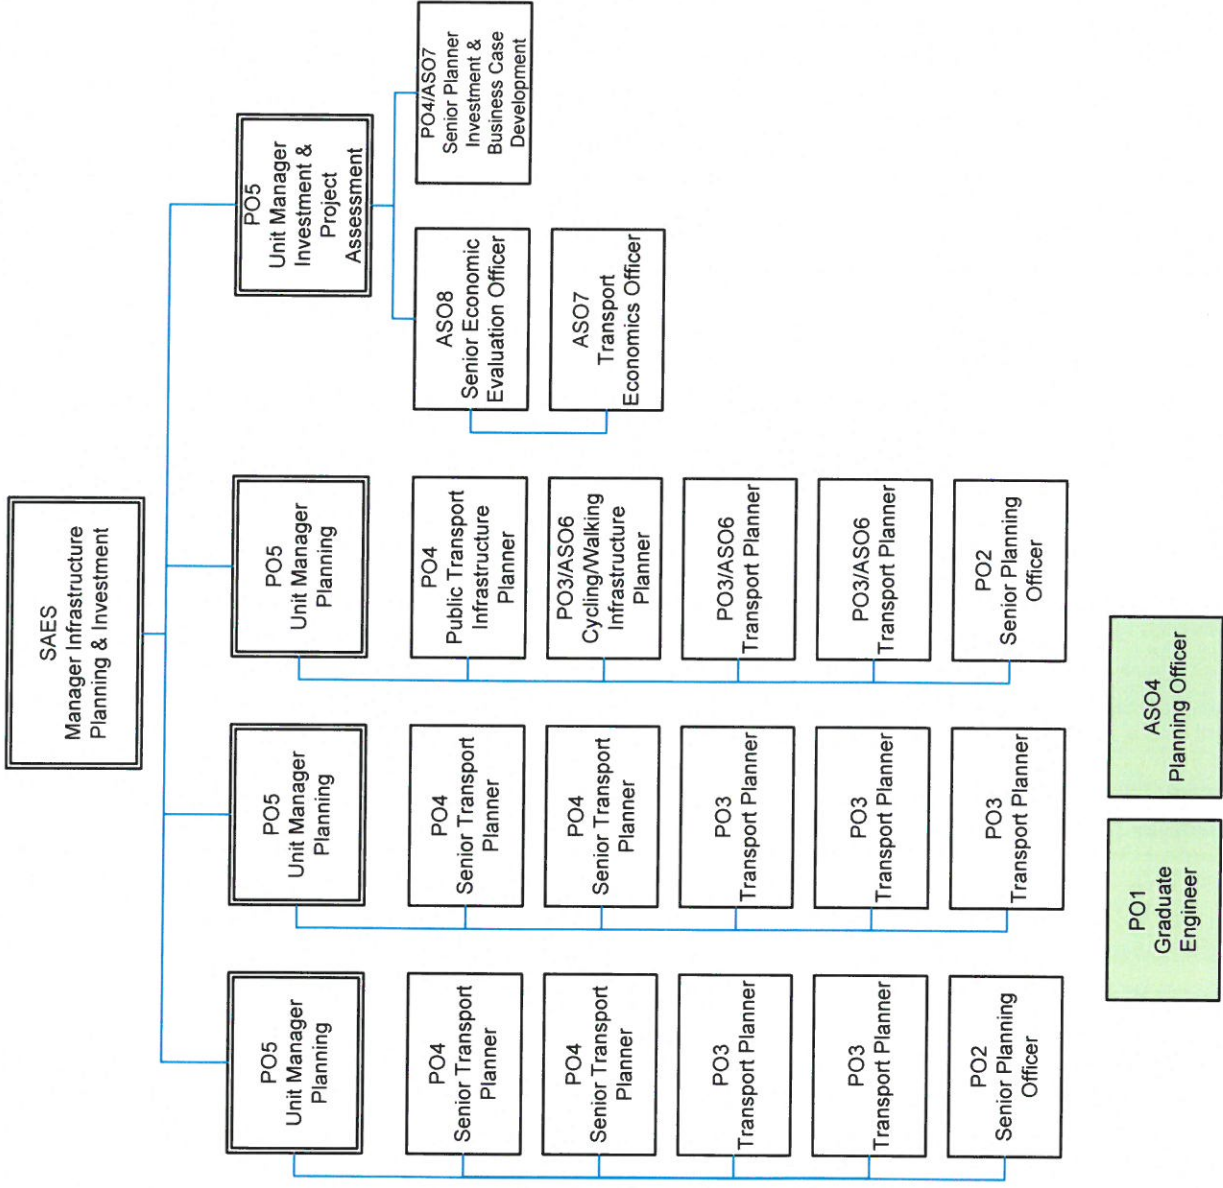 SAES
Manager Infrastructure
Planning & Investment
PO5
Unit Manager
Planning
PO4
Senior Transport
Planner
PO4
Senior Transport
Planner
PO3
Transport Planner
PO3
Transport Planner
PO2
Senior Planning
Officer
PO5
Unit Manager
Planning
PO4
Senior Transport
Planner
PO4
Senior Transport
Planner
PO3
Transport Planner
PO3
Transport Planner
PO3
Transport Planner
PO5
Unit Manager
Planning
PO4
Public Transport
Infrastructure
Planner
PO3/ASO6
Cycling/Walking
Infrastructure
Planner
PO3/ASO6
Transport Planner
PO3/ASO6
Transport Planner
PO2
Senior Planning
Officer
PO5
Unit Manager
Investment &
Project
Assessment
ASO8
Senior Economic
Evaluation Officer
ASO7
Transport
Economics Officer
PO4/ASO7
Senior Planner
Investment &
Business Case
Development
PO1
Graduate
Engineer
ASO4
Planning Officer